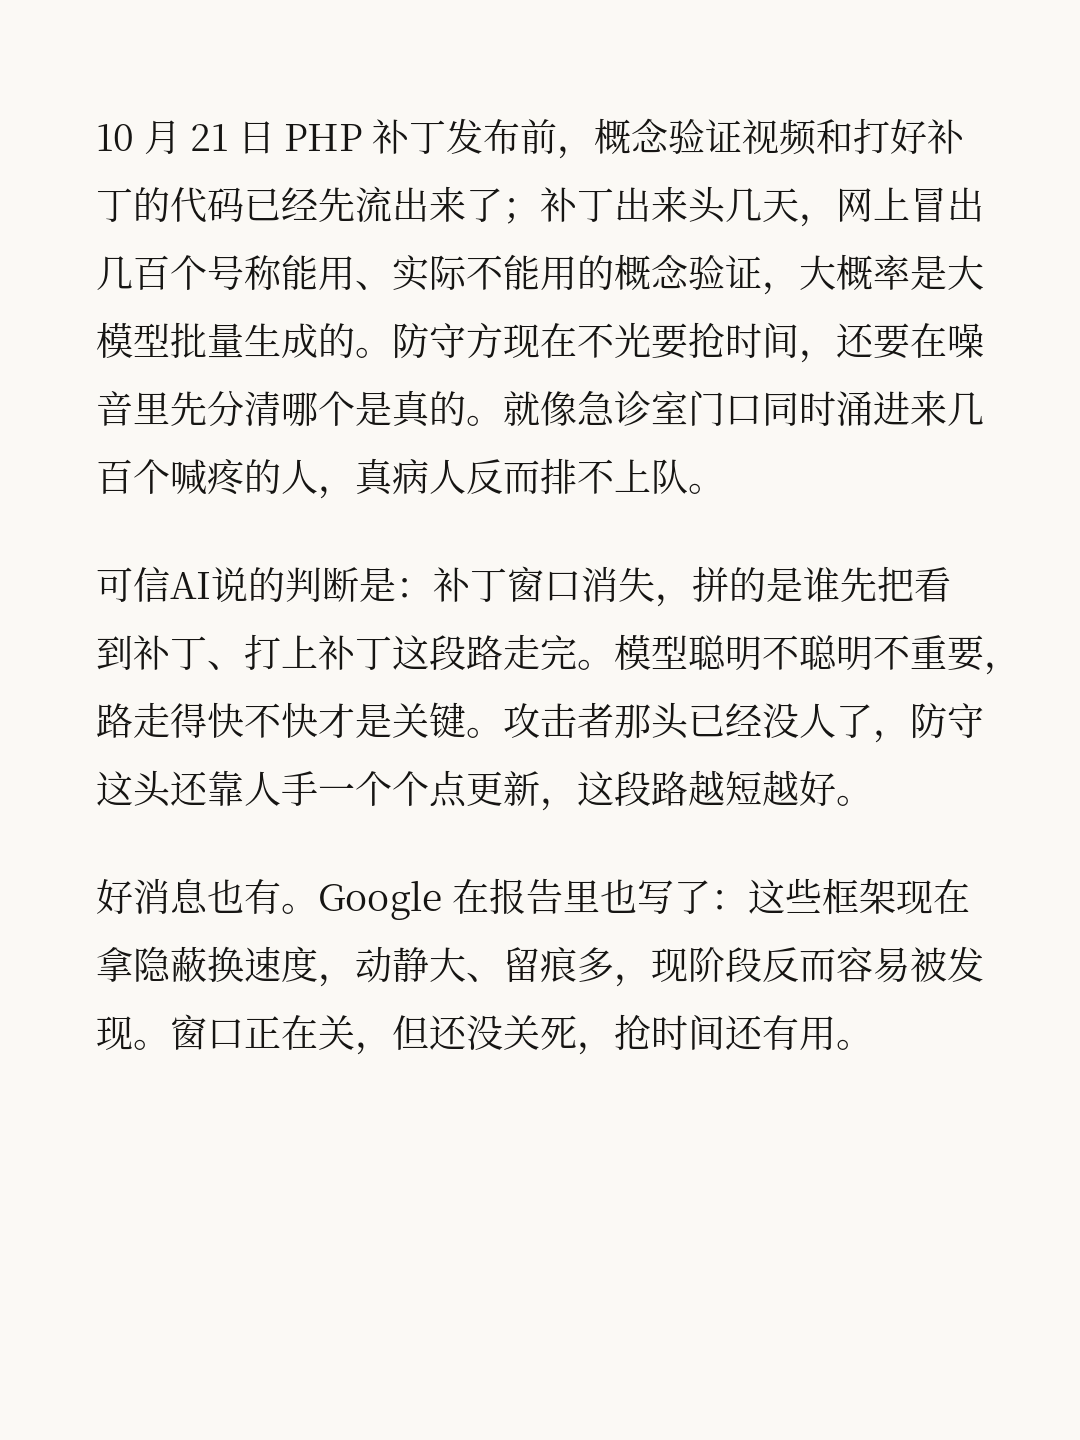 10 月 21 日 PHP 补丁发布前，概念验证视频和打好补
丁的代码已经先流出来了；补丁出来头几天，网上冒出
几百个号称能用、实际不能用的概念验证，大概率是大
模型批量生成的。防守方现在不光要抢时间，还要在噪
音里先分清哪个是真的。就像急诊室门口同时涌进来几
百个喊疼的人，真病人反而排不上队。
可信AI说的判断是：补丁窗口消失，拼的是谁先把看
到补丁、打上补丁这段路走完。模型聪明不聪明不重要，
路走得快不快才是关键。攻击者那头已经没人了，防守
这头还靠人手一个个点更新，这段路越短越好。
好消息也有。Google 在报告里也写了：这些框架现在
拿隐蔽换速度，动静大、留痕多，现阶段反而容易被发
现。窗口正在关，但还没关死，抢时间还有用。